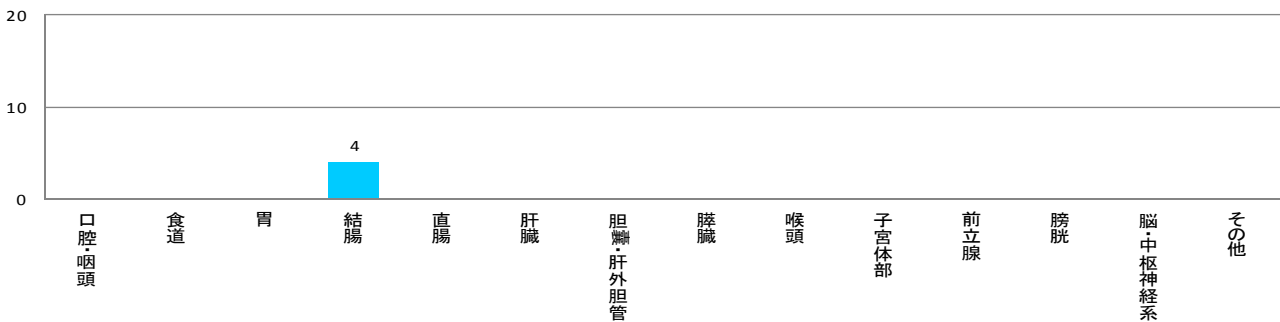 20
10
0
4
口腔・咽頭
食道
胃
結腸
直腸
肝臓
胆嚢・肝外胆管
膵臓
喉頭
子宮体部
前立腺
膀胱
脳・中枢神経系
その他